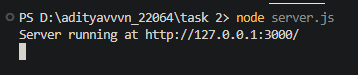 PS D:\adityavvvn_22064\task 2> node server.js
Server running at http://127.0.0.1:3000/